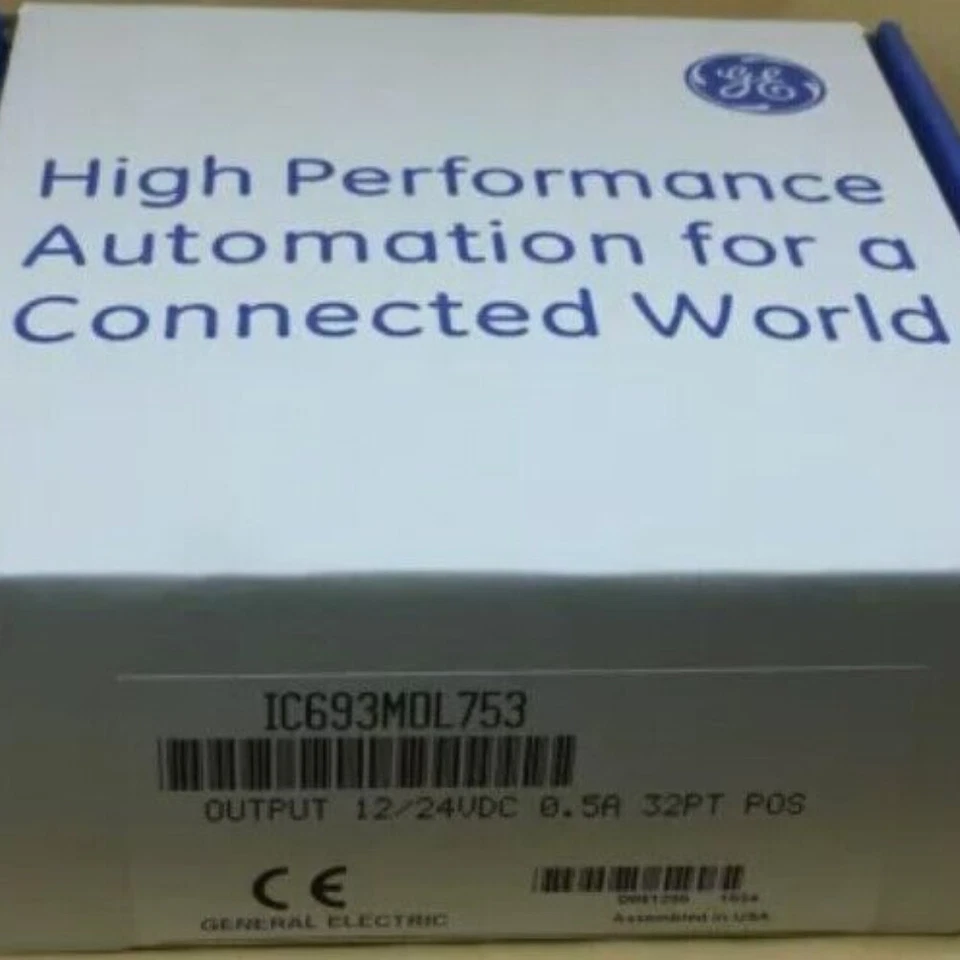 GE
High Performance
Automation for a
Connected World
IC693MDL753
OUTPUT 12/24VDC 0.5A 32PT POS
CE
GENERAL ELECTRIC
Assembled in USA